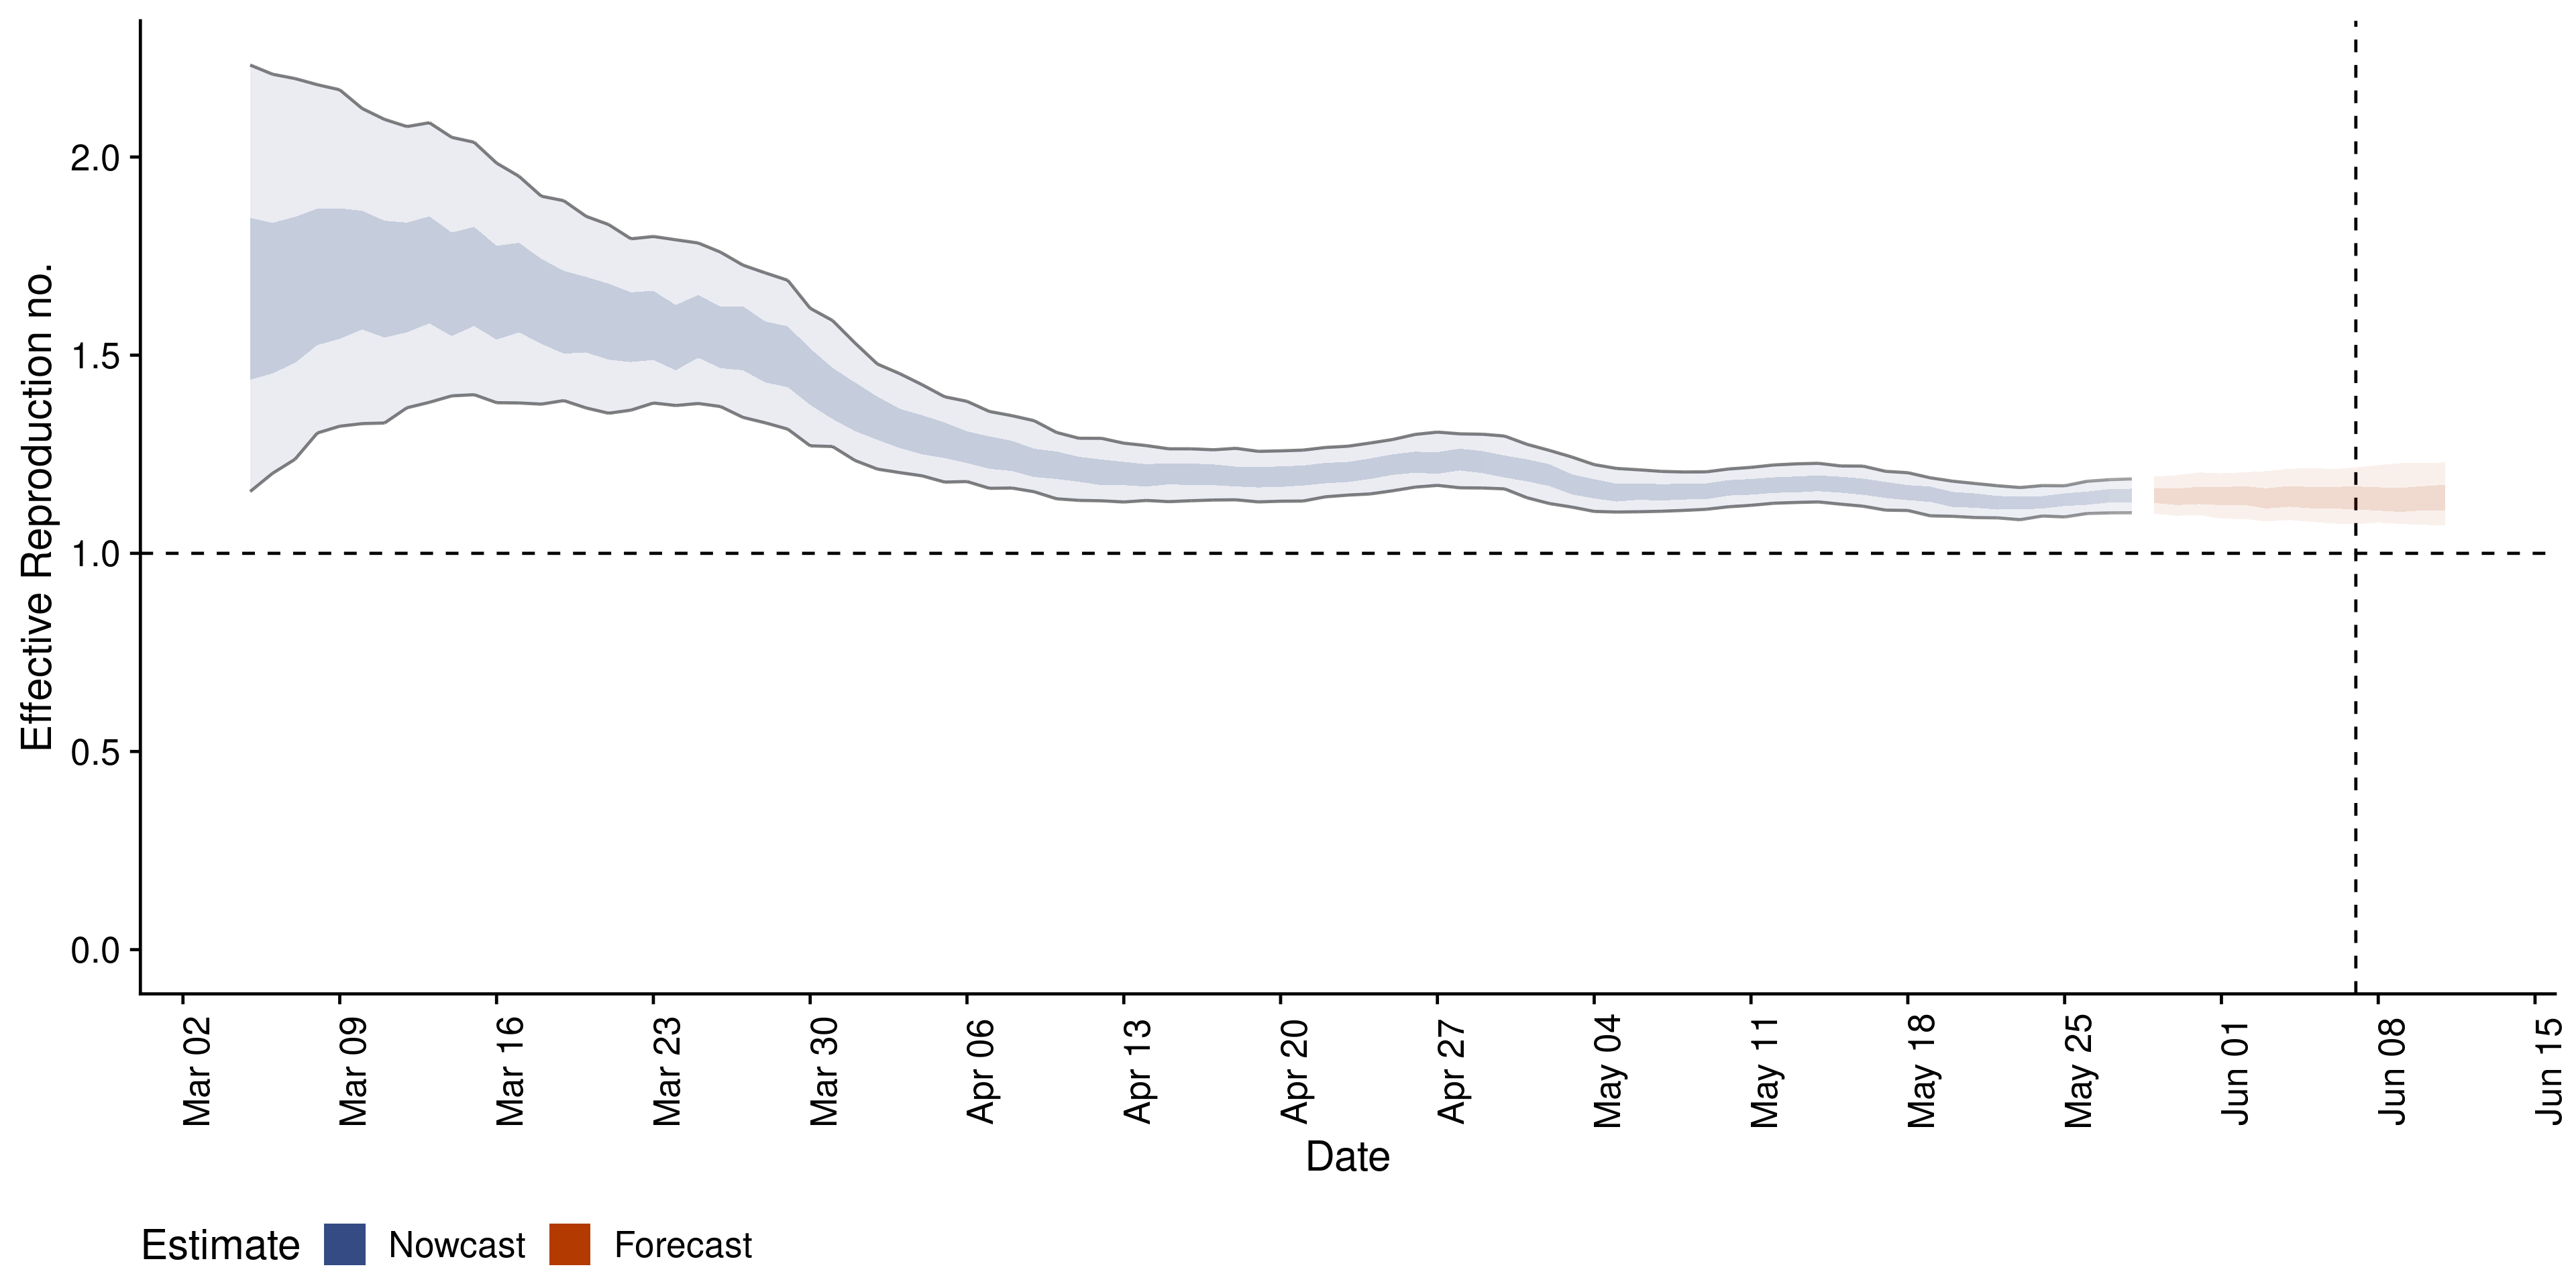 Effective Reproduction no.
2.0
1.5
1.0
0.5
0.0
Mar 02
Mar 09
Mar 16
Mar 23
Mar 30
Apr 06
Apr 13
Apr 20
Apr 27
May 04
May 11
May 18
May 25
Jun 01
Jun 08
Jun 15
Date
Estimate Nowcast Forecast